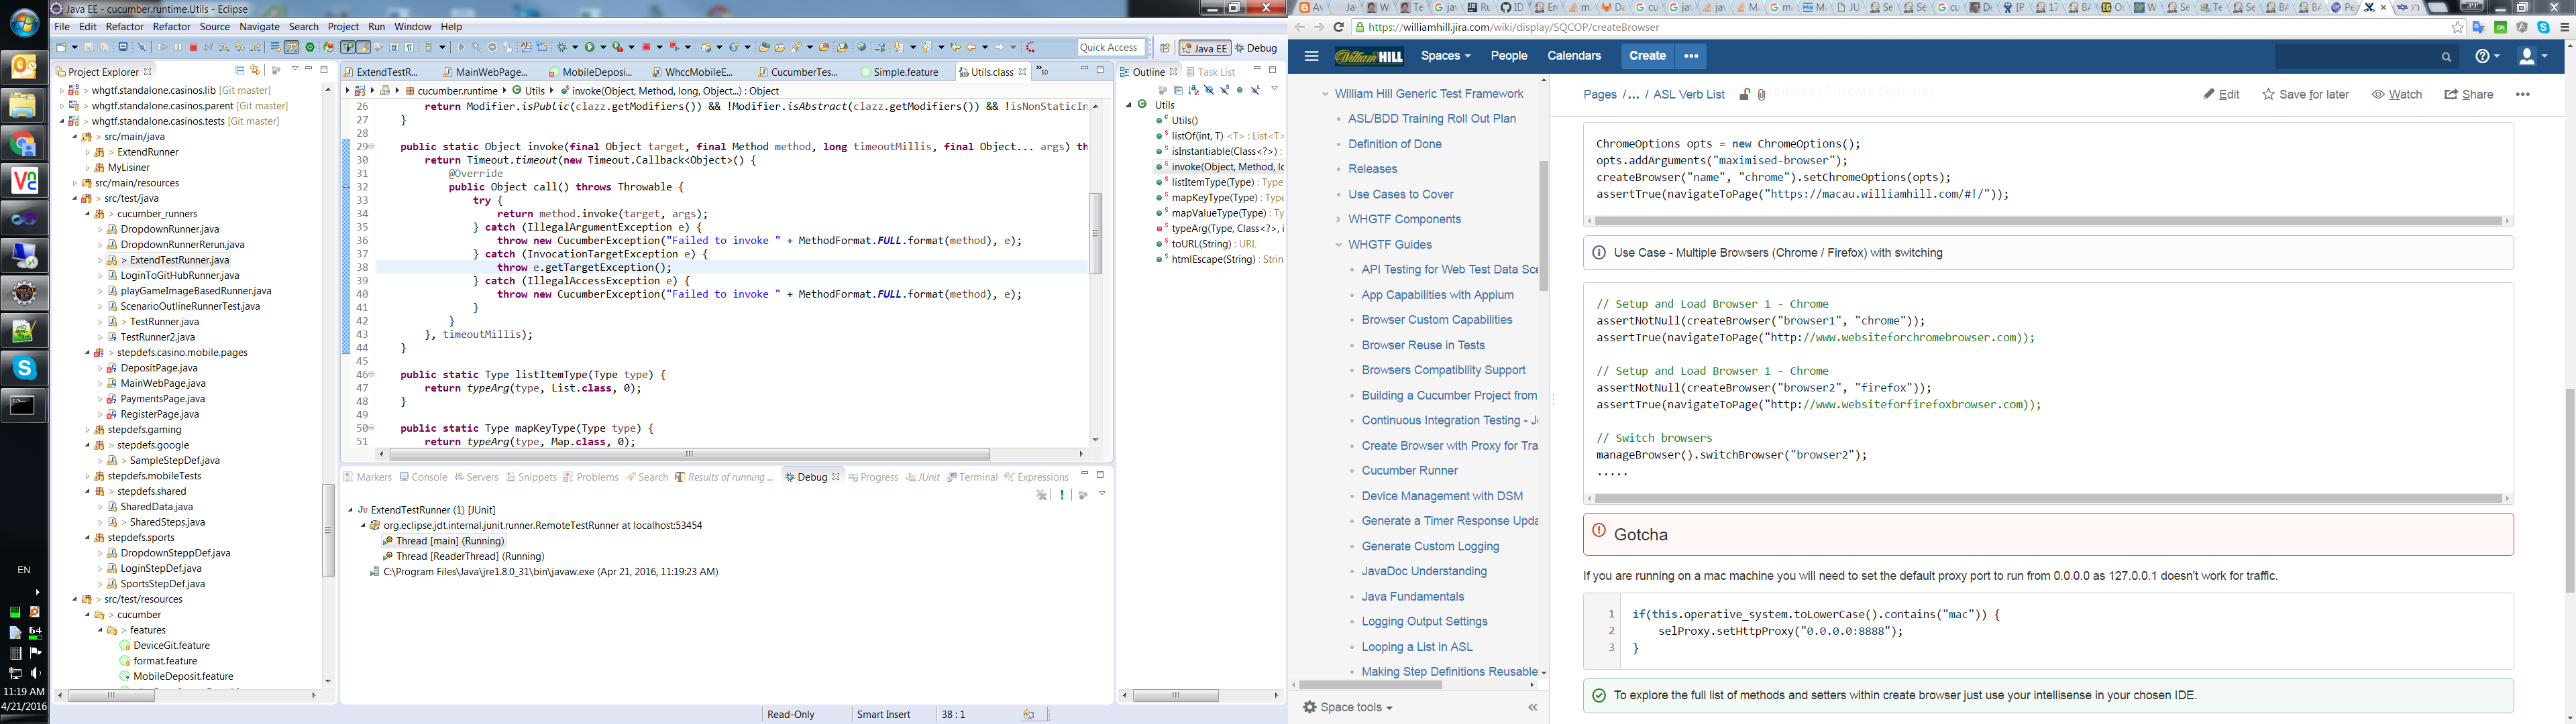 Java EE - cucumber.runtime.Utils - Eclipse
File Edit Refactor Refactor Source Navigate Search Project Run Window Help
Quick Access
Java EE
Debug
Project Explorer
whgtf.standalone.casinos.lib [Git master]
> whgtf.standalone.casinos.parent [Git master]
> whgtf.standalone.casinos.tests [Git master]
> src/main/java
> ExtendRunner
MyLisiner
src/main/resources
> src/test/java
> cucumber_runners
DropdownRunner.java
DropdownRunnerRerun.java
> ExtendTestRunner.java
LoginToGitHubRunner.java
playGameImageBasedRunner.java
ScenarioOutlineRunnerTest.java
> TestRunner.java
TestRunner2.java
> stepdefs.casino.mobile.pages
DepositPage.java
MainWebPage.java
PaymentsPage.java
RegisterPage.java
stepdefs.gaming
> stepdefs.google
> SampleStepDef.java
stepdefs.mobileTests
> stepdefs.shared
SharedData.java
> SharedSteps.java
stepdefs.sports
DropdownSteppDef.java
LoginStepDef.java
SportsStepDef.java
> src/test/resources
> cucumber
> features
DeviceGit.feature
format.feature
MobileDeposit.feature
EN
64
11:19 AM
4/21/2016
ExtendTestR...
MainWebPage...
MobileDeposi...
WhccMobileE...
CucumberTes...
Simple.feature
Utils.class
cucumber.runtime
Utils
invoke(Object, Method, long, Object...) : Object
26 return Modifier.isPublic(clazz.getModifiers()) && !Modifier.isAbstract(clazz.getModifiers()) && !isNonStaticIn
27 }
28
29 public static Object invoke(final Object target, final Method method, long timeoutMillis, final Object... args) th
30 return Timeout.timeout(new Timeout.Callback<Object>() {
31 @Override
32 public Object call() throws Throwable {
33 try {
34 return method.invoke(target, args);
35 } catch (IllegalArgumentException e) {
36 throw new CucumberException("Failed to invoke " + MethodFormat.FULL.format(method), e);
37 } catch (InvocationTargetException e) {
38 throw e.getTargetException();
39 } catch (IllegalAccessException e) {
40 throw new CucumberException("Failed to invoke " + MethodFormat.FULL.format(method), e);
41 }
42 }
43 }, timeoutMillis);
44 }
45
46 public static Type listItemType(Type type) {
47 return typeArg(type, List.class, 0);
48 }
49
50 public static Type mapKeyType(Type type) {
51 return typeArg(type, Map.class, 0);
Markers Console Servers Snippets Problems Search Results of running ... Debug Progress JUnit Terminal Expressions
ExtendTestRunner (1) [JUnit]
org.eclipse.jdt.internal.junit.runner.RemoteTestRunner at localhost:53454
Thread [main] (Running)
Thread [ReaderThread] (Running)
C:\Program Files\Java\jre1.8.0_31\bin\javaw.exe (Apr 21, 2016, 11:19:23 AM)
Read-Only
Smart Insert
38 : 1
Outline
Task List
Utils
Utils()
listOf(int, T) <T> : List<T>
isInstantiable(Class<?>) :
invoke(Object, Method, lo
listItemType(Type) : Type
mapKeyType(Type) : Type
mapValueType(Type) : Ty
typeArg(Type, Class<?>, i
toURL(String) : URL
htmlEscape(String) : Strin
https://williamhill.jira.com/wiki/display/SQCOP/createBrowser
William HILL
Spaces
People
Calendars
Create
William Hill Generic Test Framework
ASL/BDD Training Roll Out Plan
Definition of Done
Releases
Use Cases to Cover
WHGTF Components
WHGTF Guides
API Testing for Web Test Data Sce
App Capabilities with Appium
Browser Custom Capabilities
Browser Reuse in Tests
Browsers Compatibility Support
Building a Cucumber Project from
Continuous Integration Testing - Je
Create Browser with Proxy for Tra
Cucumber Runner
Device Management with DSM
Generate a Timer Response Upda
Generate Custom Logging
JavaDoc Understanding
Java Fundamentals
Logging Output Settings
Looping a List in ASL
Making Step Definitions Reusable
Space tools
Pages /... / ASL Verb List
Edit
Save for later
Watch
Share
ChromeOptions opts = new ChromeOptions();
opts.addArguments("maximised-browser");
createBrowser("name", "chrome").setChromeOptions(opts);
assertTrue(navigateToPage("https://macau.williamhill.com/#!/"));
Use Case - Multiple Browsers (Chrome / Firefox) with switching
// Setup and Load Browser 1 - Chrome
assertNotNull(createBrowser("browser1", "chrome"));
assertTrue(navigateToPage("http://www.websiteforchromebrowser.com));
// Setup and Load Browser 1 - Chrome
assertNotNull(createBrowser("browser2", "firefox"));
assertTrue(navigateToPage("http://www.websiteforfirefoxbrowser.com));
// Switch browsers
manageBrowser().switchBrowser("browser2");
.....
Gotcha
If you are running on a mac machine you will need to set the default proxy port to run from 0.0.0.0 as 127.0.0.1 doesn't work for traffic.
1 if(this.operative_system.toLowerCase().contains("mac")) {
2 selProxy.setHttpProxy("0.0.0.0:8888");
3 }
To explore the full list of methods and setters within create browser just use your intellisense in your chosen IDE.